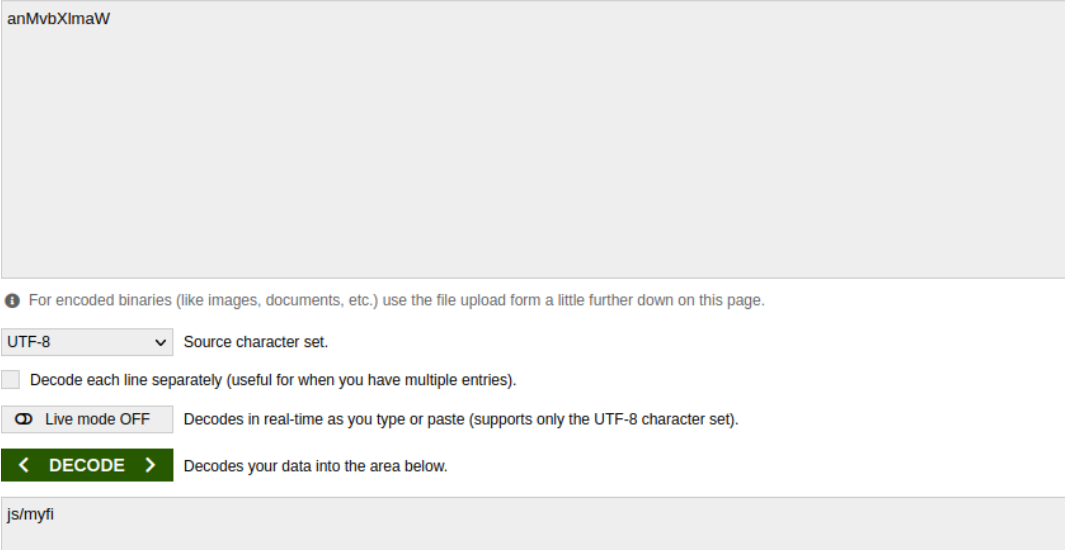 anMvbXlmaW
For encoded binaries (like images, documents, etc.) use the file upload form a little further down on this page.
UTF-8 Source character set.
Decode each line separately (useful for when you have multiple entries).
Live mode OFF Decodes in real-time as you type or paste (supports only the UTF-8 character set).
< DECODE > Decodes your data into the area below.
js/myfi